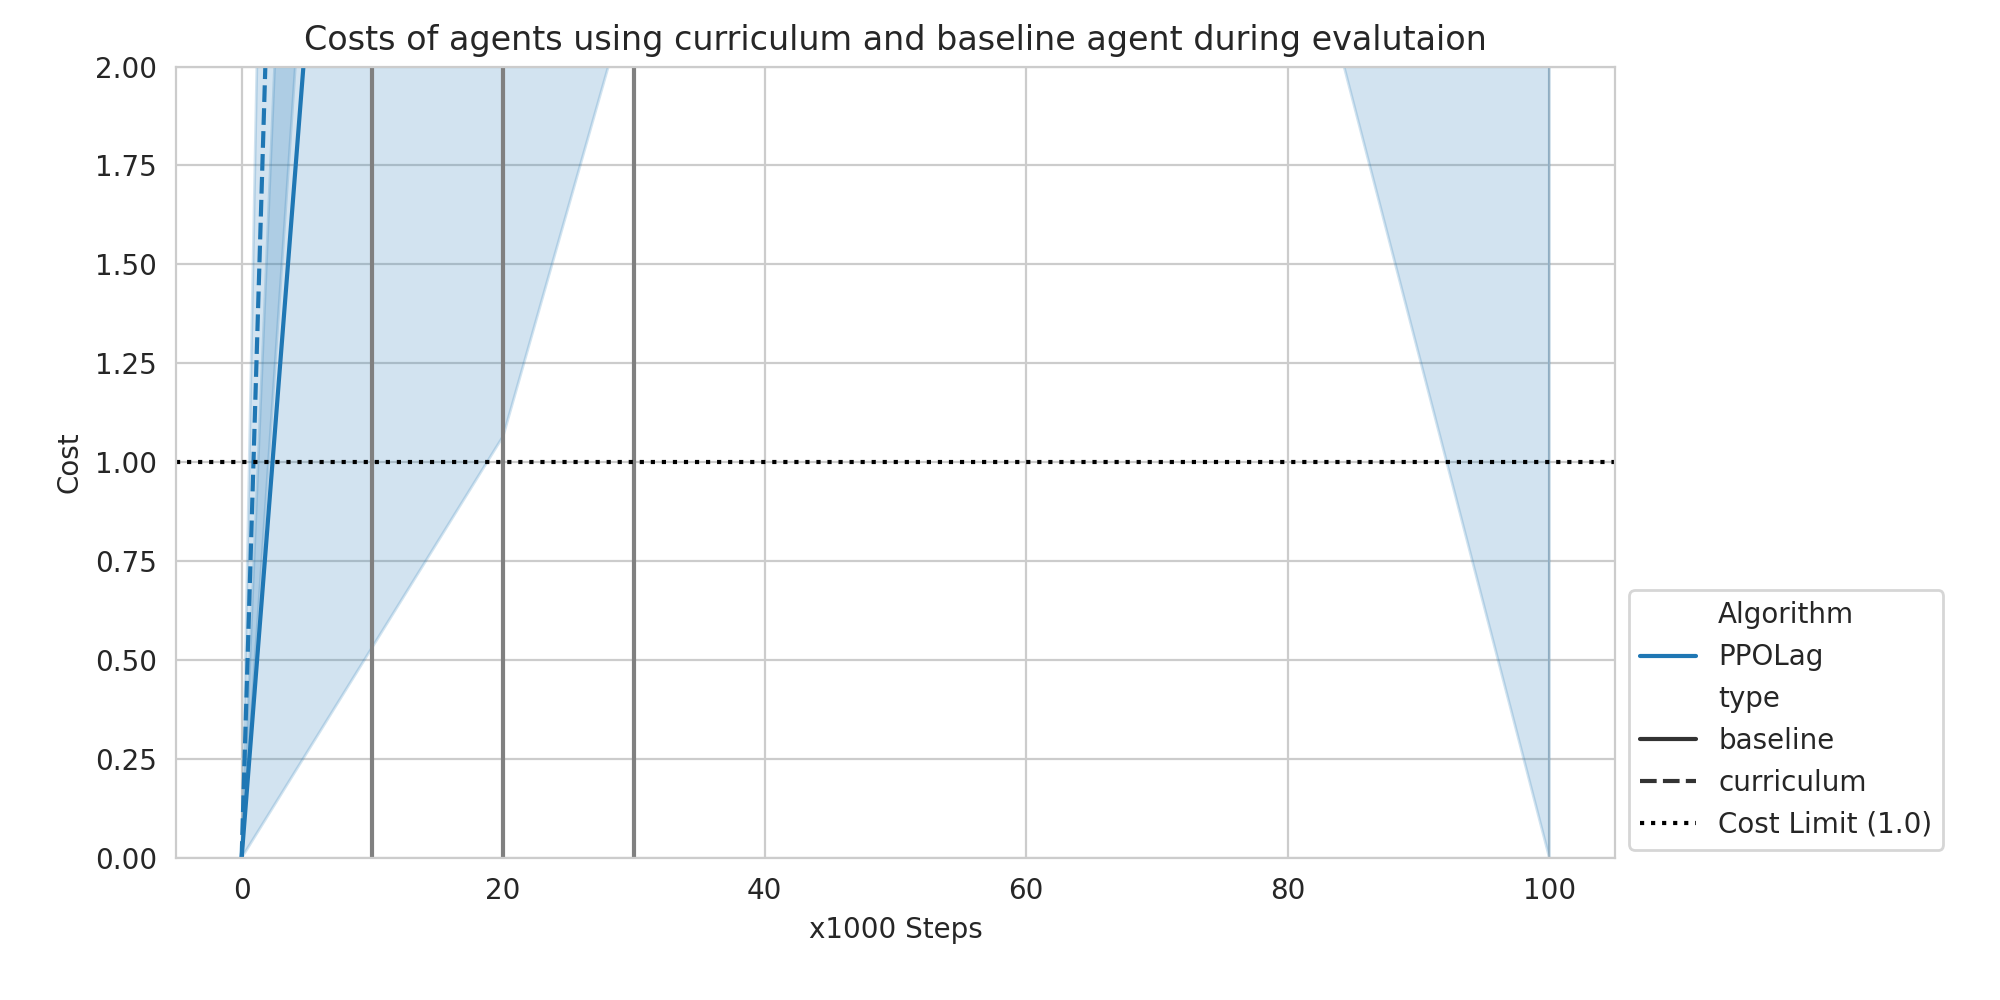 Costs of agents using curriculum and baseline agent during evalutaion
2.00
1.75
1.50
1.25
1.00
0.75
0.50
0.25
0.00
Cost
0 20 40 60 80 100
x1000 Steps
Algorithm
PPOLag
type
baseline
curriculum
Cost Limit (1.0)